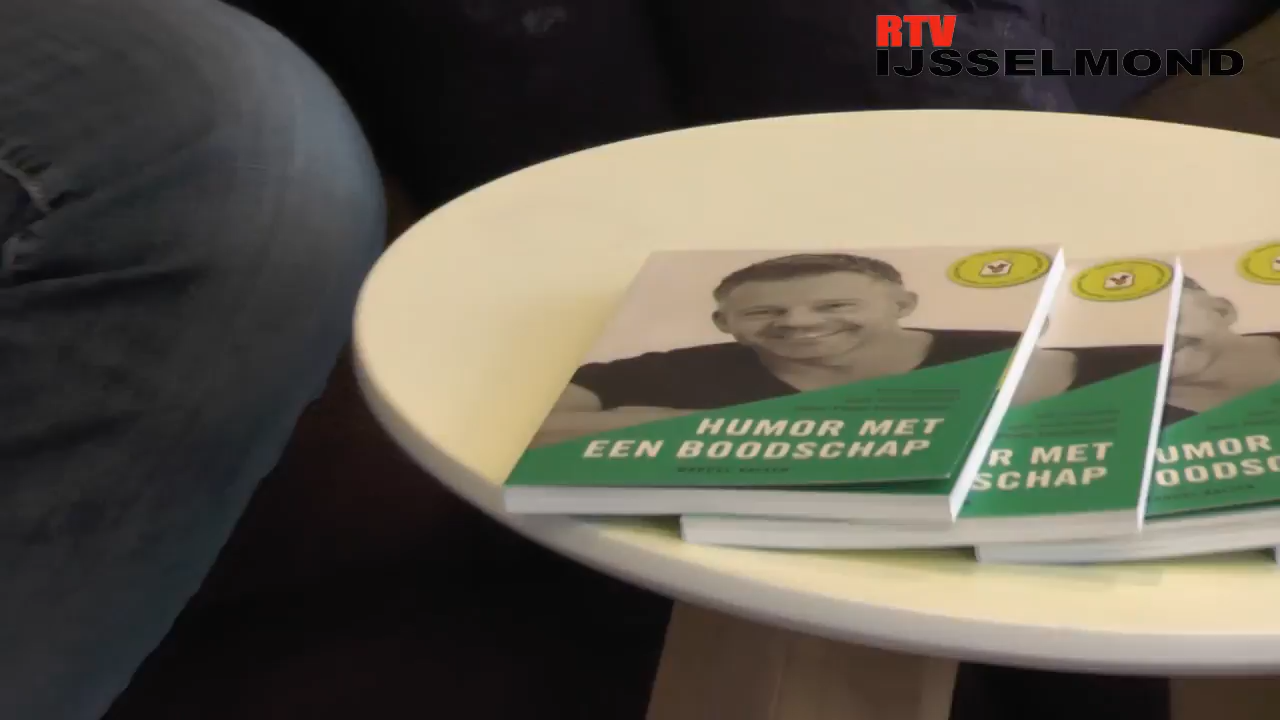 RTV
IJSSELMOND
HUMOR MET
EEN BOODSCHAP
R MET
SCHAP
UMOR
OODSC